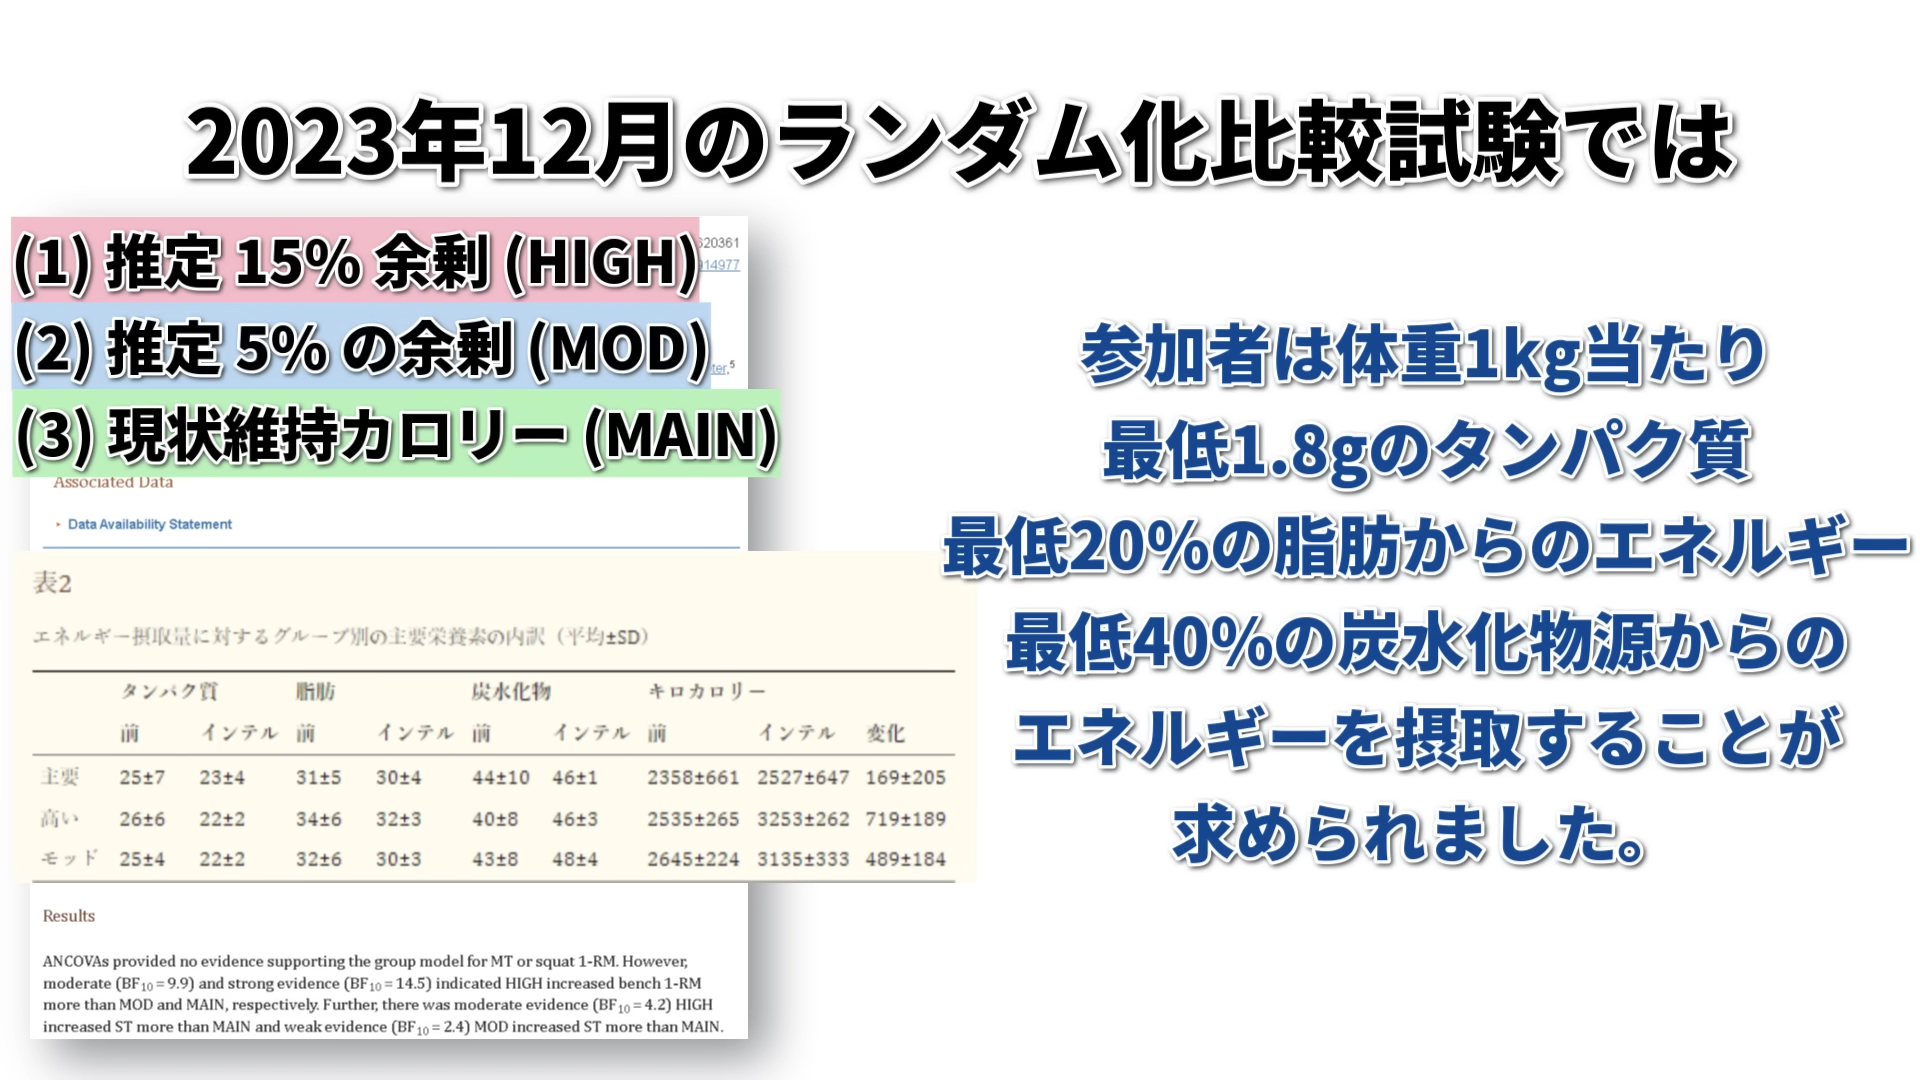 2023年12月のランダム化比較試験では
(1) 推定 15% 余剰 (HIGH)
(2) 推定 5% の余剰 (MOD)
(3) 現状維持カロリー (MAIN)
620361
914977
ter,5
Associated Data
Data Availability Statement
表2
エネルギー摂取量に対するグループ別の主要栄養素の内訳（平均±SD）
タンパク質 脂肪 炭水化物 キロカロリー
前 インテル 前 インテル 前 インテル 前 インテル 変化
主要 25±7 23±4 31±5 30±4 44±10 46±1 2358±661 2527±647 169±205
高い 26±6 22±2 34±6 32±3 40±8 46±3 2535±265 3253±262 719±189
モッド 25±4 22±2 32±6 30±3 43±8 48±4 2645±224 3135±333 489±184
Results
ANCOVAs provided no evidence supporting the group model for MT or squat 1-RM. However,
moderate (BF10 = 9.9) and strong evidence (BF10 = 14.5) indicated HIGH increased bench 1-RM
more than MOD and MAIN, respectively. Further, there was moderate evidence (BF10 = 4.2) HIGH
increased ST more than MAIN and weak evidence (BF10 = 2.4) MOD increased ST more than MAIN.
参加者は体重1kg当たり
最低1.8gのタンパク質
最低20%の脂肪からのエネルギー
最低40%の炭水化物源からの
エネルギーを摂取することが
求められました。